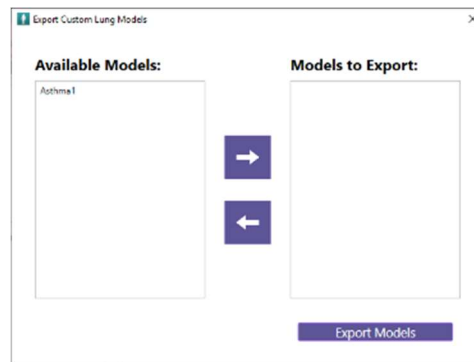 Export Custom Lung Models
Available Models:
Models to Export:
Asthma1
Export Models